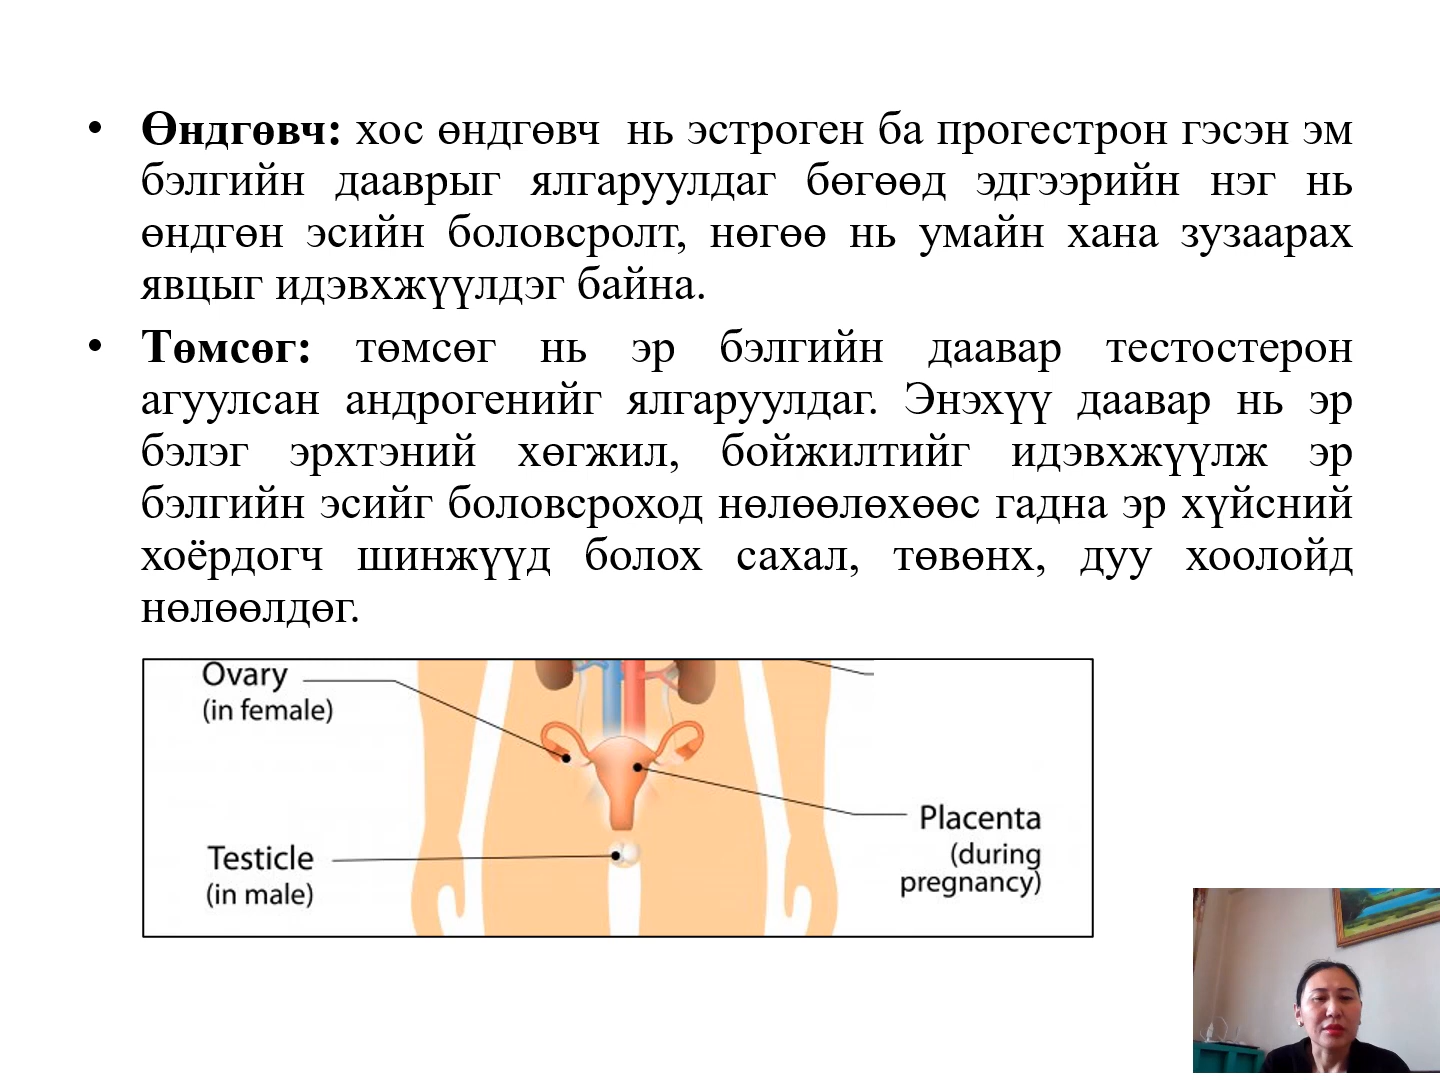 • Өндгөвч: хос өндгөвч нь эстроген ба прогестрон гэсэн эм
бэлгийн дааврыг ялгаруулдаг бөгөөд эдгээрийн нэг нь
өндгөн эсийн боловсролт, нөгөө нь умайн хана зузаарах
явцыг идэвхжүүлдэг байна.
• Төмсөг: төмсөг нь эр бэлгийн даавар тестостерон
агуулсан андрогенийг ялгаруулдаг. Энэхүү даавар нь эр
бэлэг эрхтэний хөгжил, бойжилтийг идэвхжүүлж эр
бэлгийн эсийг боловсроход нөлөөлөхөөс гадна эр хүйсний
хоёрдогч шинжүүд болох сахал, төвөнх, дуу хоолойд
нөлөөлдөг.
Ovary
(in female)
Testicle
(in male)
Placenta
(during
pregnancy)